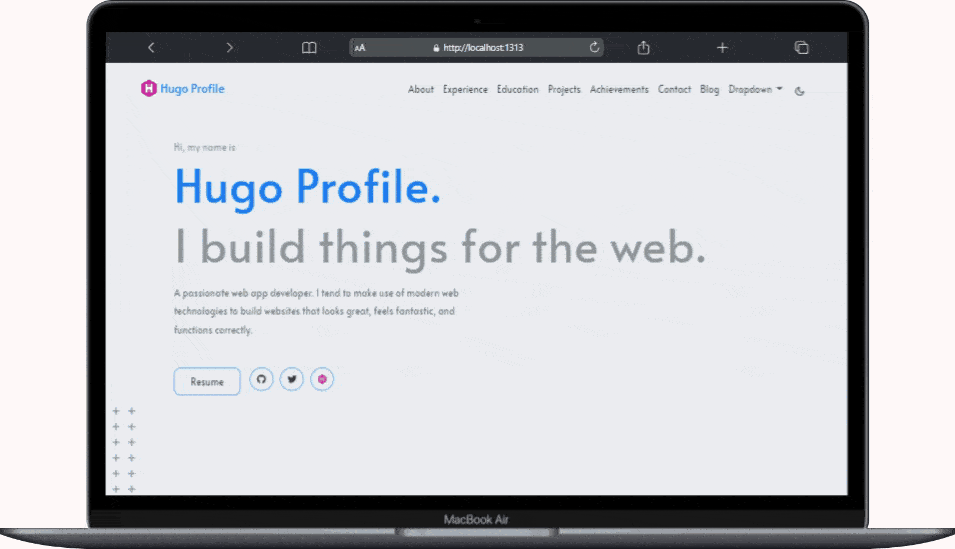 AA http://localhost:1313
H Hugo Profile About Experience Education Projects Achievements Contact Blog Dropdown
Hi, my name is
Hugo Profile.
I build things for the web.
A passionate web app developer. I tend to make use of modern web
technologies to build websites that looks great, feels fantastic, and
functions correctly.
Resume
MacBook Air